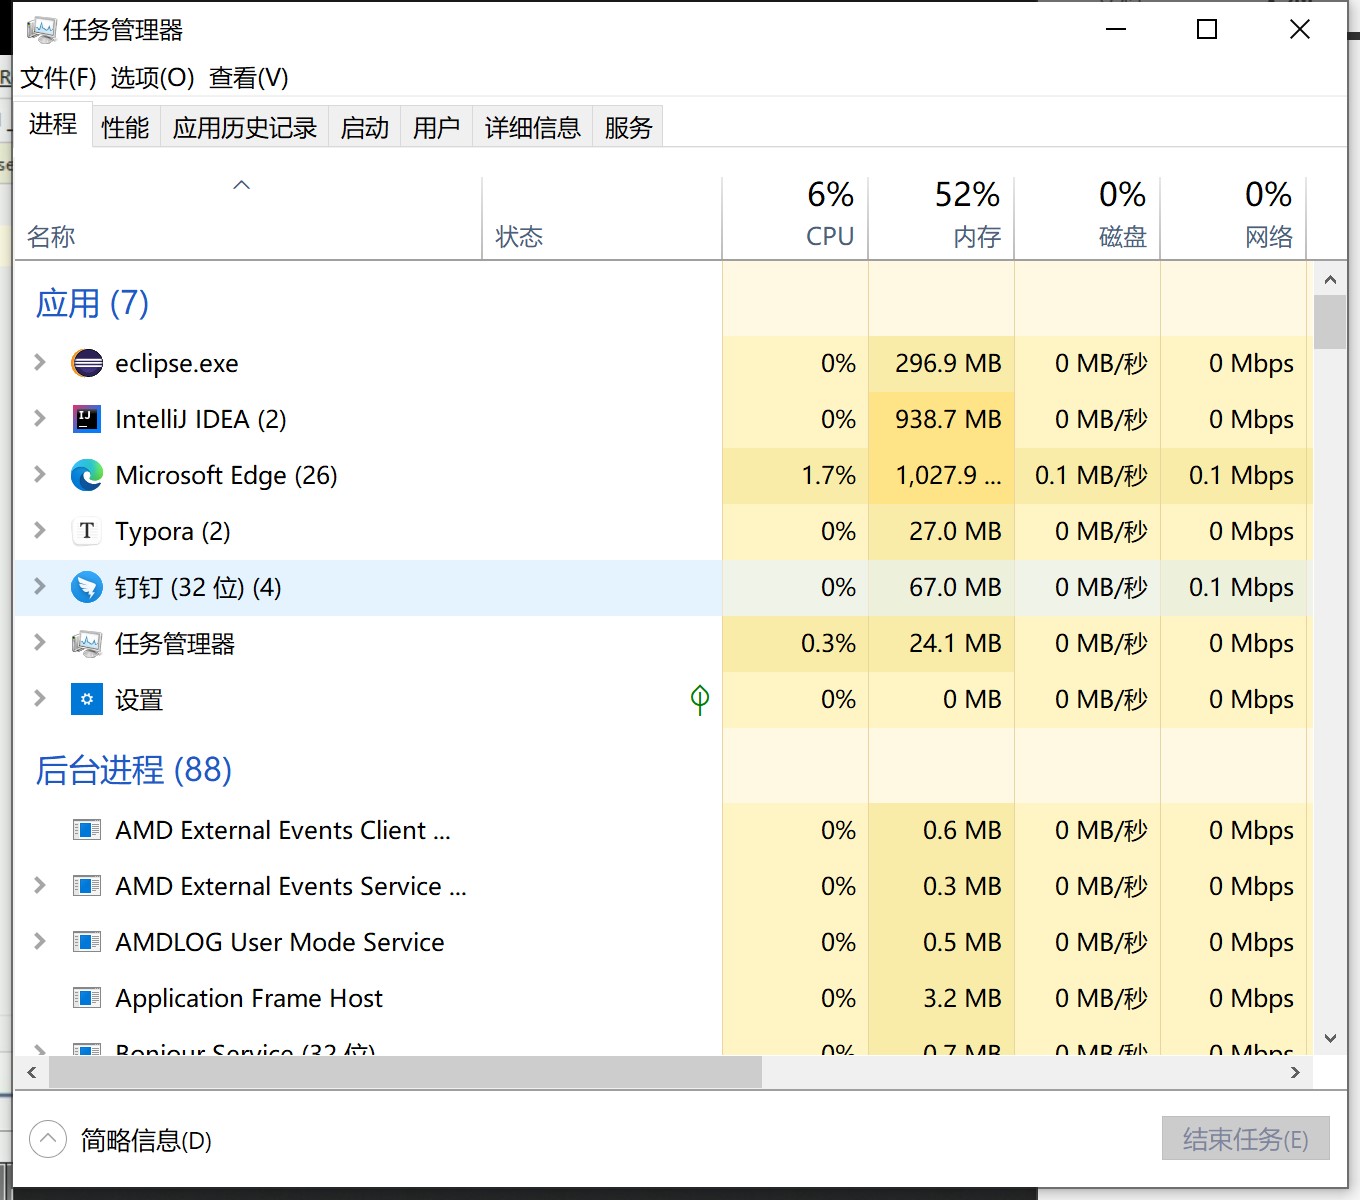 任务管理器
文件(F) 选项(O) 查看(V)
进程 性能 应用历史记录 启动 用户 详细信息 服务
6% 52% 0% 0%
名称 状态 CPU 内存 磁盘 网络
应用 (7)
eclipse.exe 0% 296.9 MB 0 MB/秒 0 Mbps
IntelliJ IDEA (2) 0% 938.7 MB 0 MB/秒 0 Mbps
Microsoft Edge (26) 1.7% 1,027.9 ... 0.1 MB/秒 0.1 Mbps
Typora (2) 0% 27.0 MB 0 MB/秒 0 Mbps
钉钉 (32 位) (4) 0% 67.0 MB 0 MB/秒 0.1 Mbps
任务管理器 0.3% 24.1 MB 0 MB/秒 0 Mbps
设置 0% 0 MB 0 MB/秒 0 Mbps
后台进程 (88)
AMD External Events Client ... 0% 0.6 MB 0 MB/秒 0 Mbps
AMD External Events Service ... 0% 0.3 MB 0 MB/秒 0 Mbps
AMDLOG User Mode Service 0% 0.5 MB 0 MB/秒 0 Mbps
Application Frame Host 0% 3.2 MB 0 MB/秒 0 Mbps
Bonjour Service (32 位) 0% 0.7 MB 0 MB/秒 0 Mbps
简略信息(D) 结束任务(E)